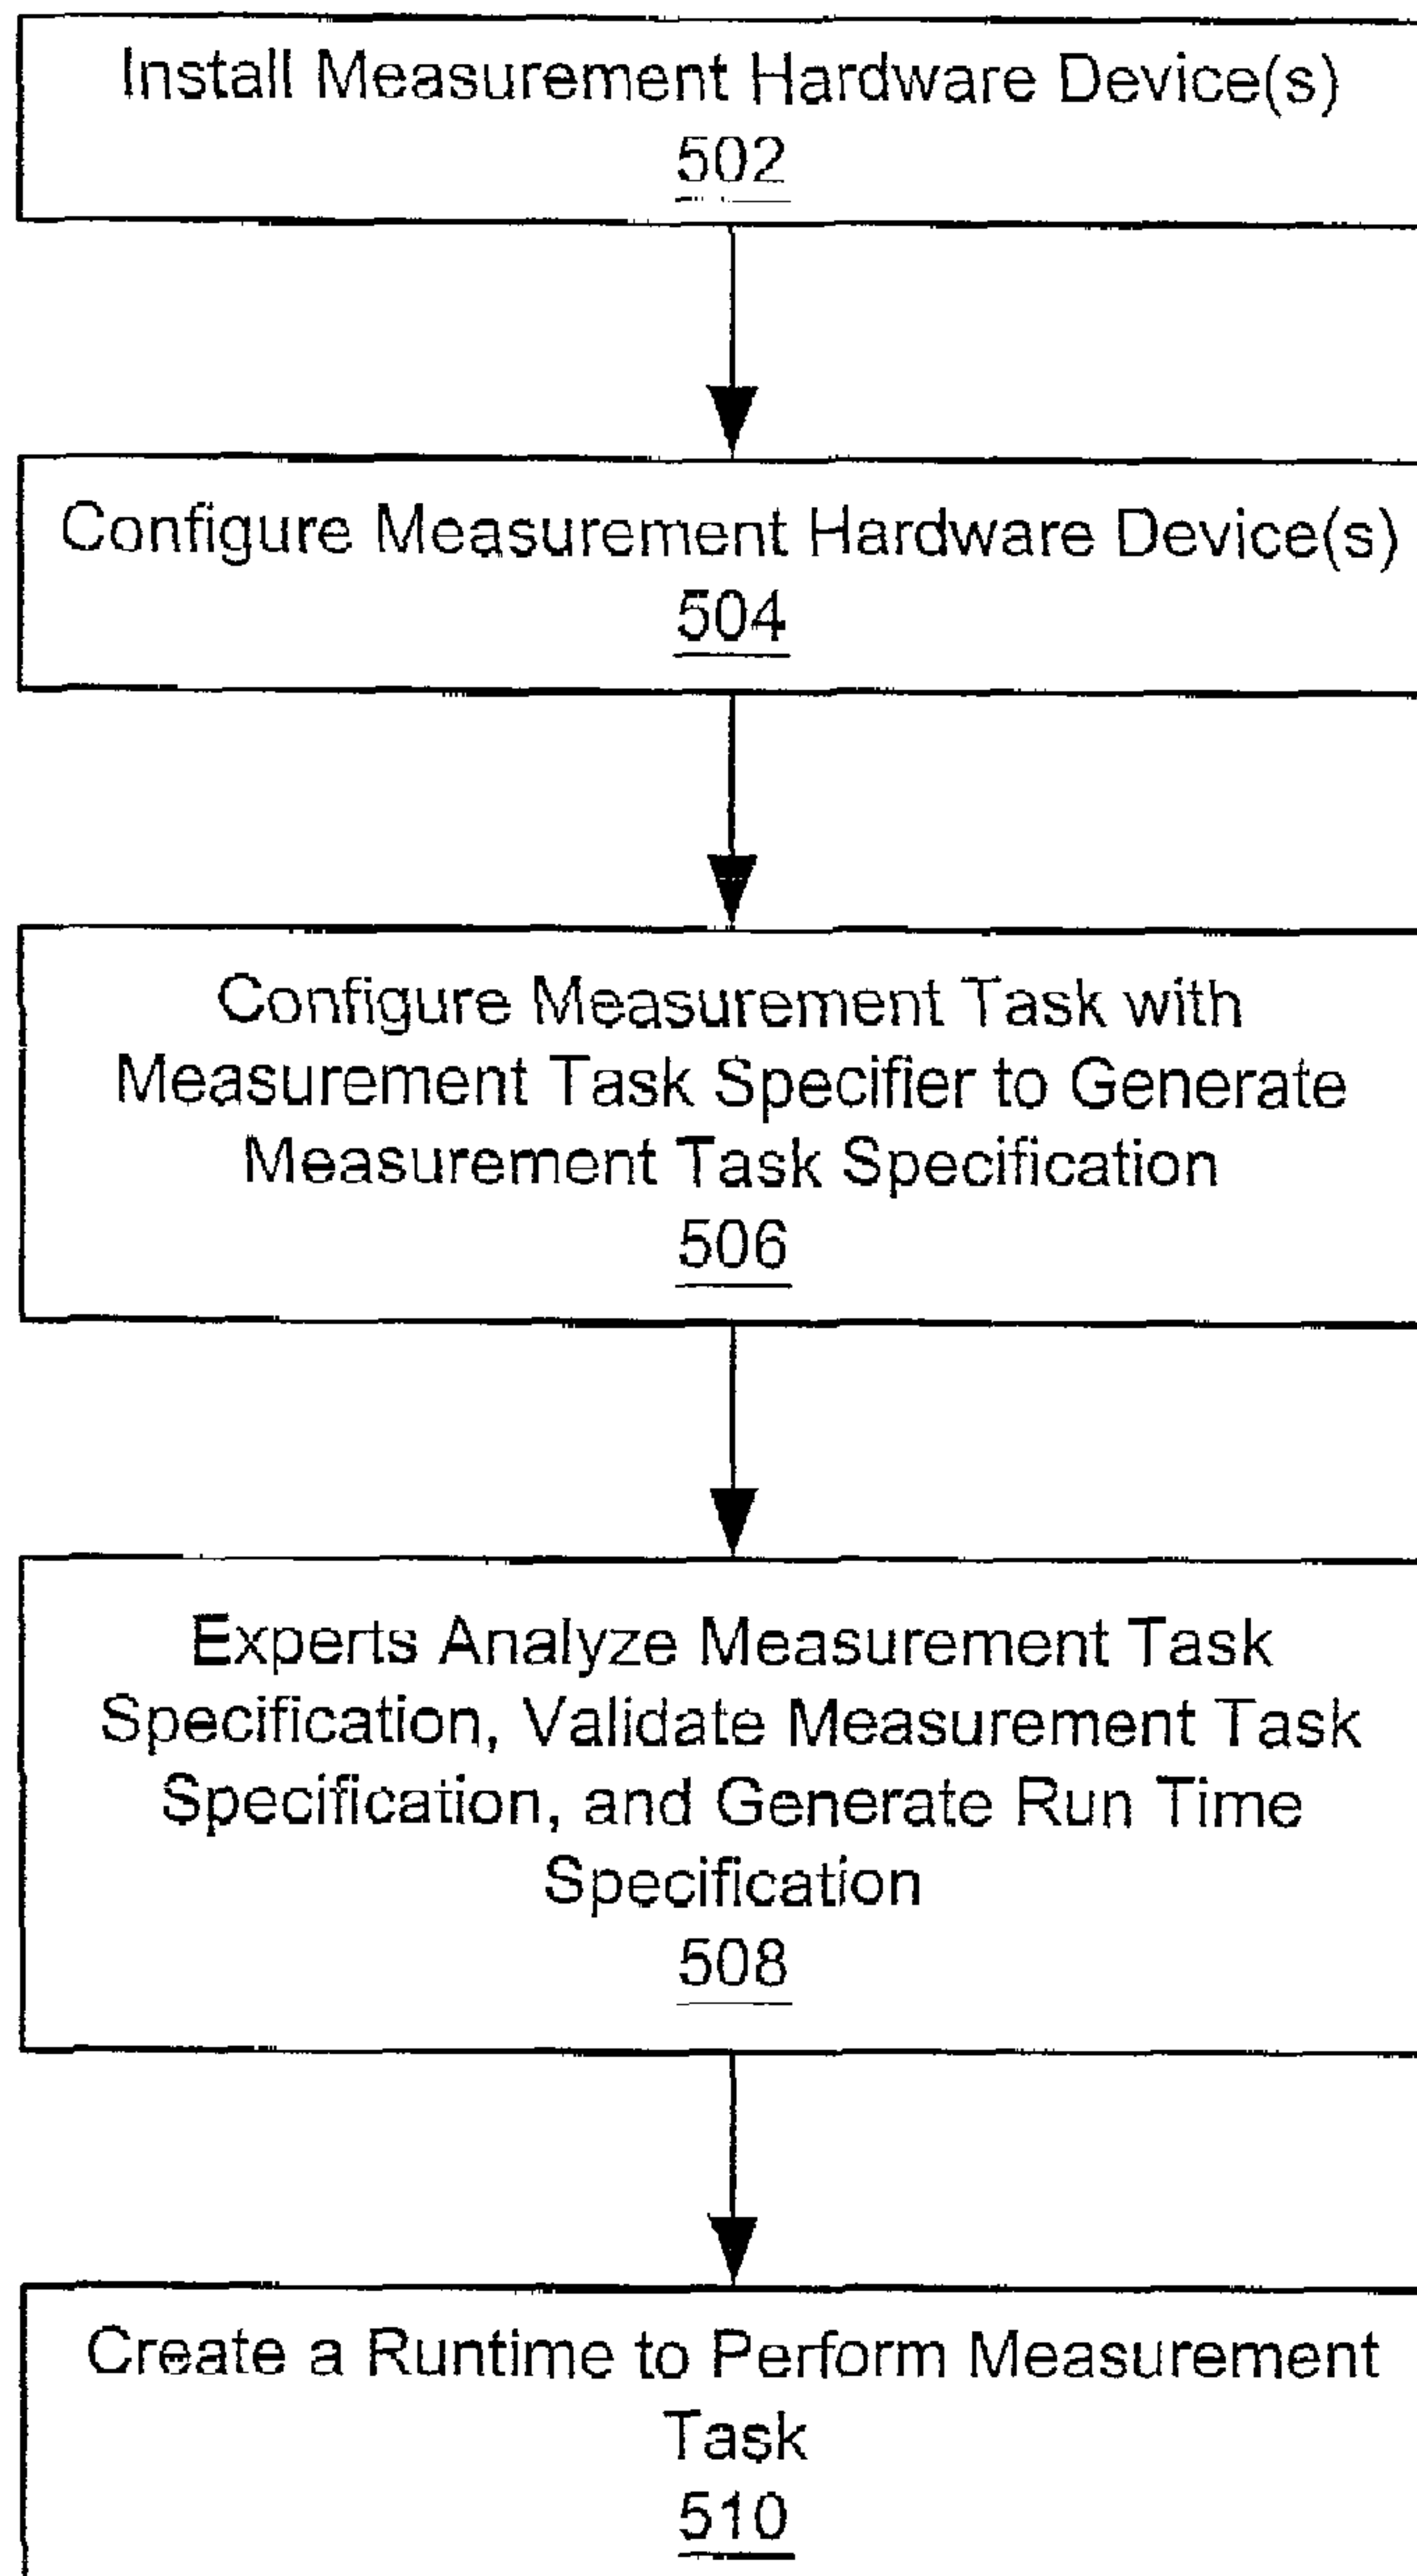 Install Measurement Hardware Device(s)
502
Configure Measurement Hardware Device(s)
504
Configure Measurement Task with
Measurement Task Specifier to Generate
Measurement Task Specification
506
Experts Analyze Measurement Task
Specification, Validate Measurement Task
Specification, and Generate Run Time
Specification
508
Create a Runtime to Perform Measurement
Task
510